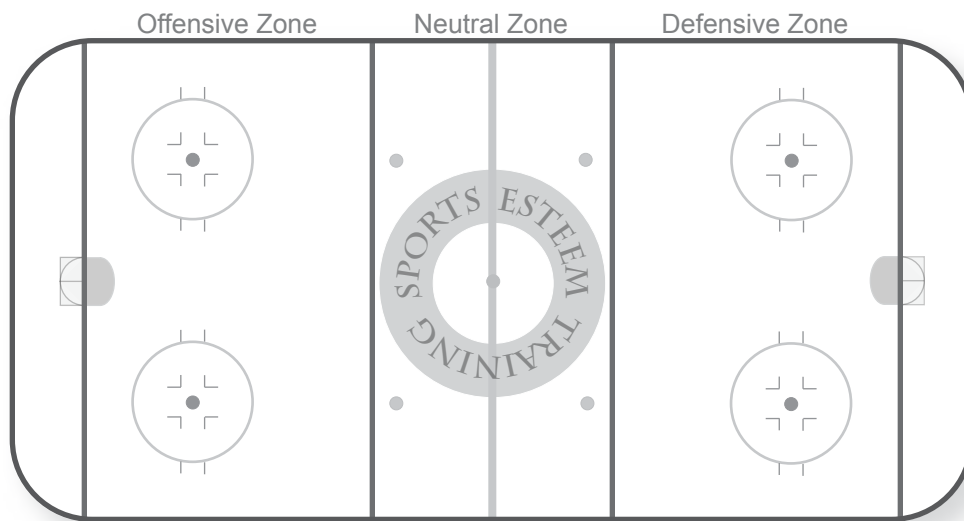 Offensive Zone Neutral Zone Defensive Zone
SPORTS ESTEEM TRAINING